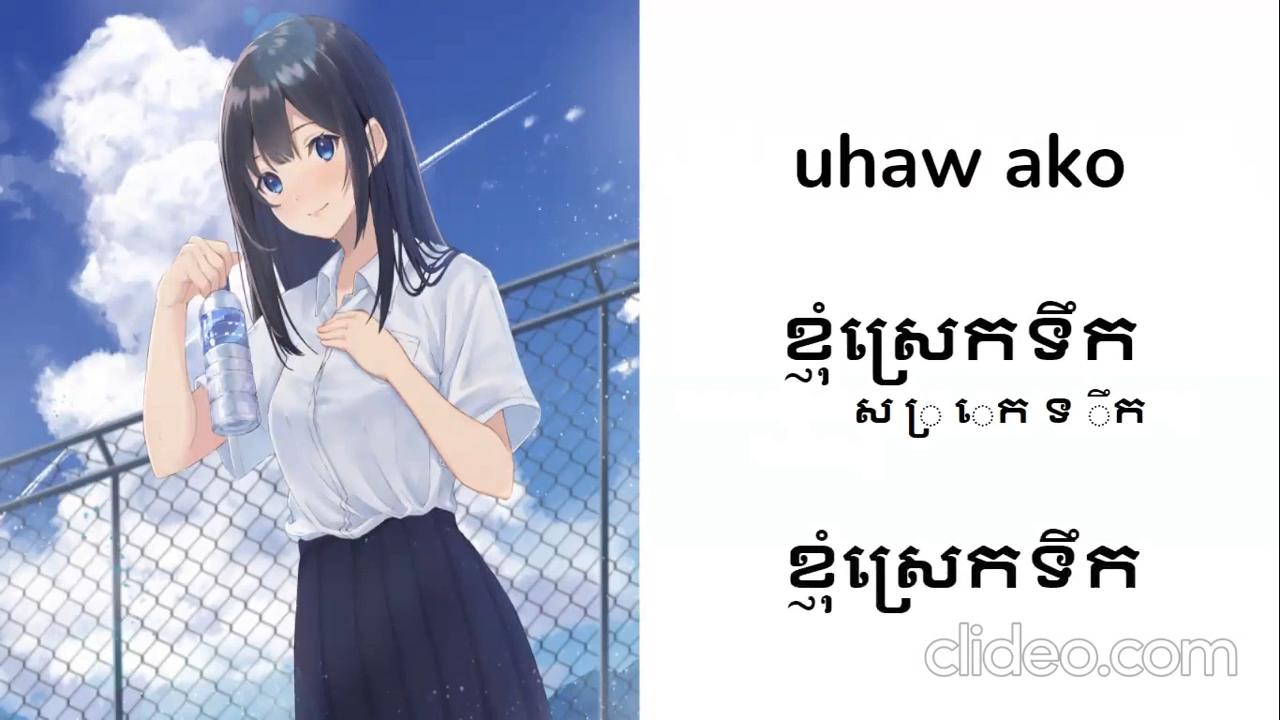 uhaw ako
ខ្ញុំស្រេកទឹក
ស ្រ េក ទ ឹក
ខ្ញុំស្រេកទឹក
clideo.com